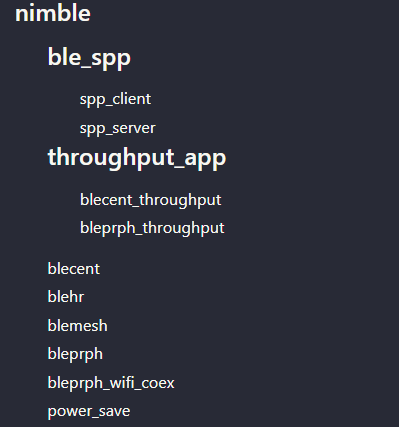 nimble
ble_spp
spp_client
spp_server
throughput_app
blecent_throughput
bleprph_throughput
blecent
blehr
blemesh
bleprph
bleprph_wifi_coex
power_save